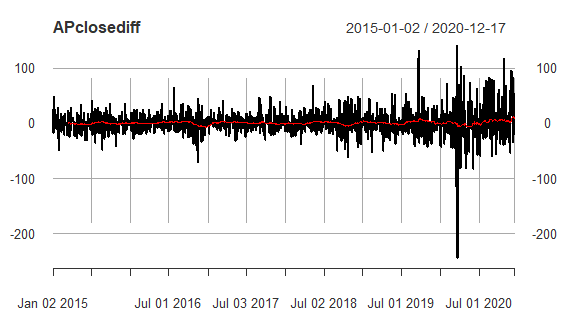 APclosediff 2015-01-02 / 2020-12-17
100 100
0 0
-100 -100
-200 -200
Jan 02 2015 Jul 01 2016 Jul 03 2017 Jul 02 2018 Jul 01 2019 Jul 01 2020